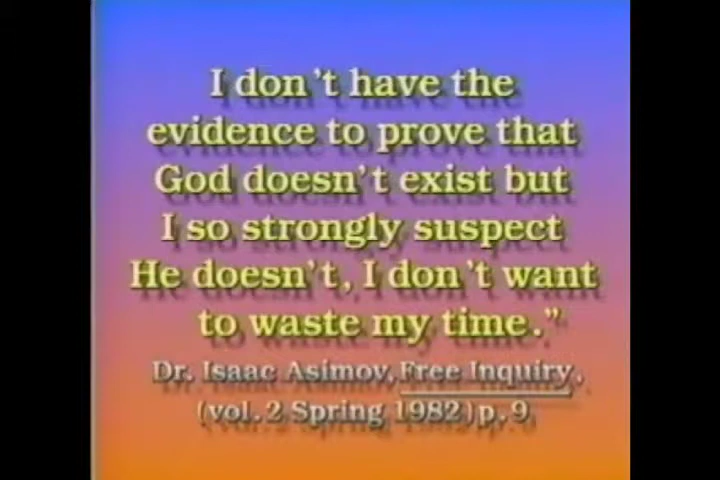 I don't have the
evidence to prove that
God doesn't exist but
I so strongly suspect
He doesn't, I don't want
to waste my time."
Dr. Isaac Asimov, Free Inquiry,
(vol. 2 Spring 1982) p. 9